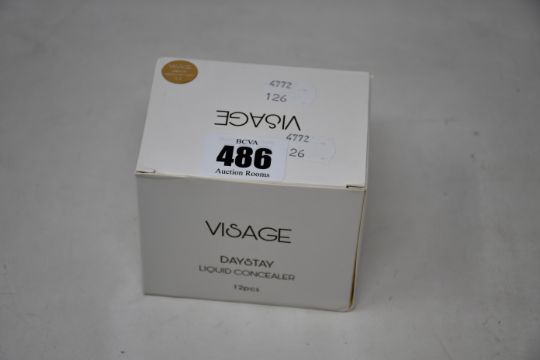 4772
126
VISAGE
4772
26
BCVA
486
Auction Rooms
VISAGE
DAYSTAY
LIQUID CONCEALER
12pcs